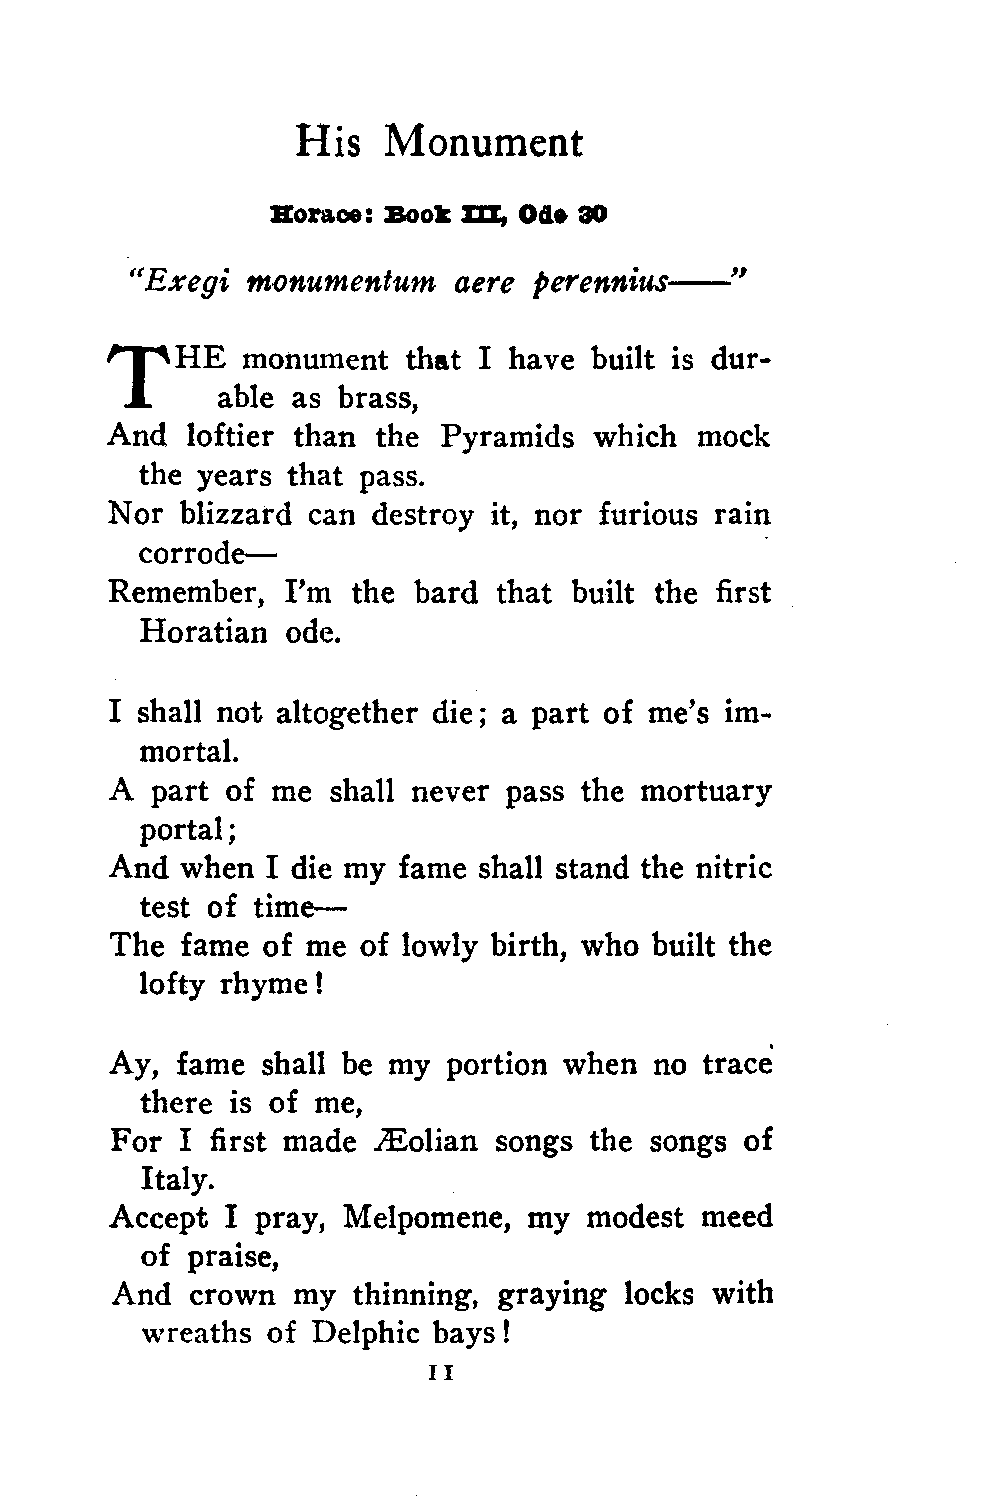 His Monument
Horace: Book III, Ode 30
"Exegi monumentum aere perennius——"
THE monument that I have built is dur-
able as brass,
And loftier than the Pyramids which mock
the years that pass.
Nor blizzard can destroy it, nor furious rain
corrode—
Remember, I'm the bard that built the first
Horatian ode.
I shall not altogether die; a part of me's im-
mortal.
A part of me shall never pass the mortuary
portal;
And when I die my fame shall stand the nitric
test of time—
The fame of me of lowly birth, who built the
lofty rhyme!
Ay, fame shall be my portion when no trace
there is of me,
For I first made Æolian songs the songs of
Italy.
Accept I pray, Melpomene, my modest meed
of praise,
And crown my thinning, graying locks with
wreaths of Delphic bays!
11